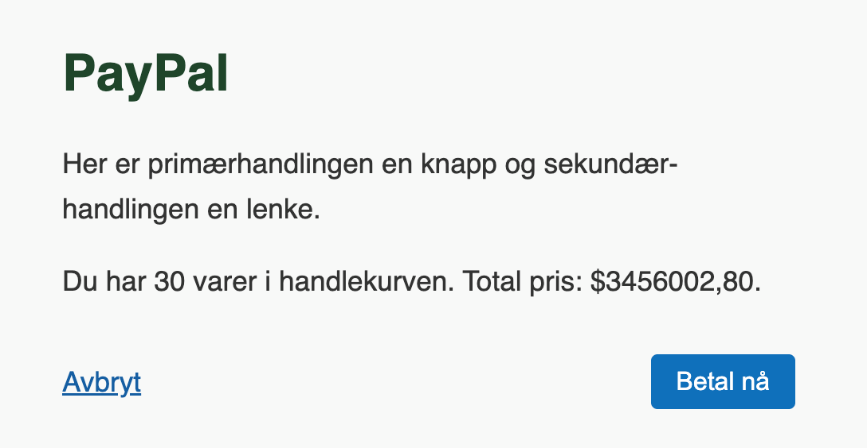 PayPal
Her er primærhandlingen en knapp og sekundær-
handlingen en lenke.
Du har 30 varer i handlekurven. Total pris: $3456002,80.
Avbryt
Betal nå